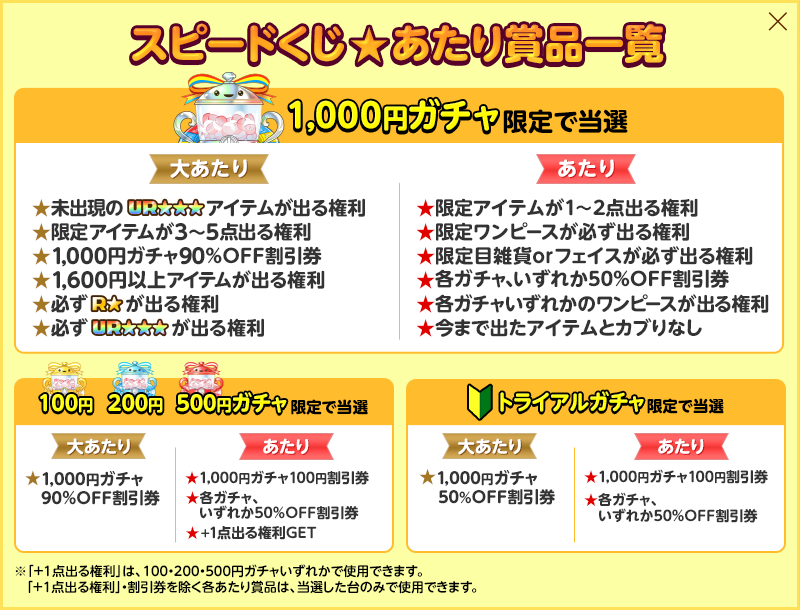 スピードくじ★あたり賞品一覧
1,000円ガチャ限定で当選
大あたり
★未出現のUR★★★アイテムが出る権利
★限定アイテムが3〜5点出る権利
★1,000円ガチャ90%OFF割引券
★1,600円以上アイテムが出る権利
★必ずR★が出る権利
★必ずUR★★★が出る権利
あたり
★限定アイテムが1〜2点出る権利
★限定ワンピースが必ず出る権利
★限定目雑貨orフェイスが必ず出る権利
★各ガチャ、いずれか50%OFF割引券
★各ガチャいずれかのワンピースが出る権利
★今まで出たアイテムとカブりなし
100円 200円 500円ガチャ限定で当選
大あたり
★1,000円ガチャ
90%OFF割引券
あたり
★1,000円ガチャ100円割引券
★各ガチャ、
いずれか50%OFF割引券
★+1点出る権利GET
トライアルガチャ限定で当選
大あたり
★1,000円ガチャ
50%OFF割引券
あたり
★1,000円ガチャ100円割引券
★各ガチャ、
いずれか50%OFF割引券
※「+1点出る権利」は、100・200・500円ガチャいずれかで使用できます。
「+1点出る権利」・割引券を除く各あたり賞品は、当選した台のみで使用できます。